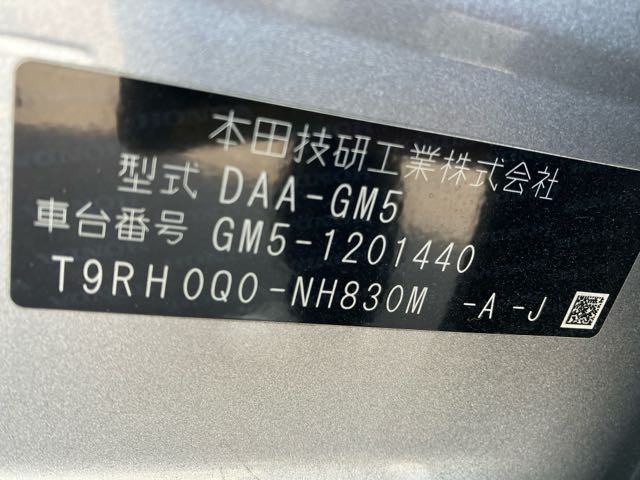 本田技研工業株式会社
型式 DAA-GM5
車台番号 GM5-1201440
T9RH0Q0-NH830M -A -J